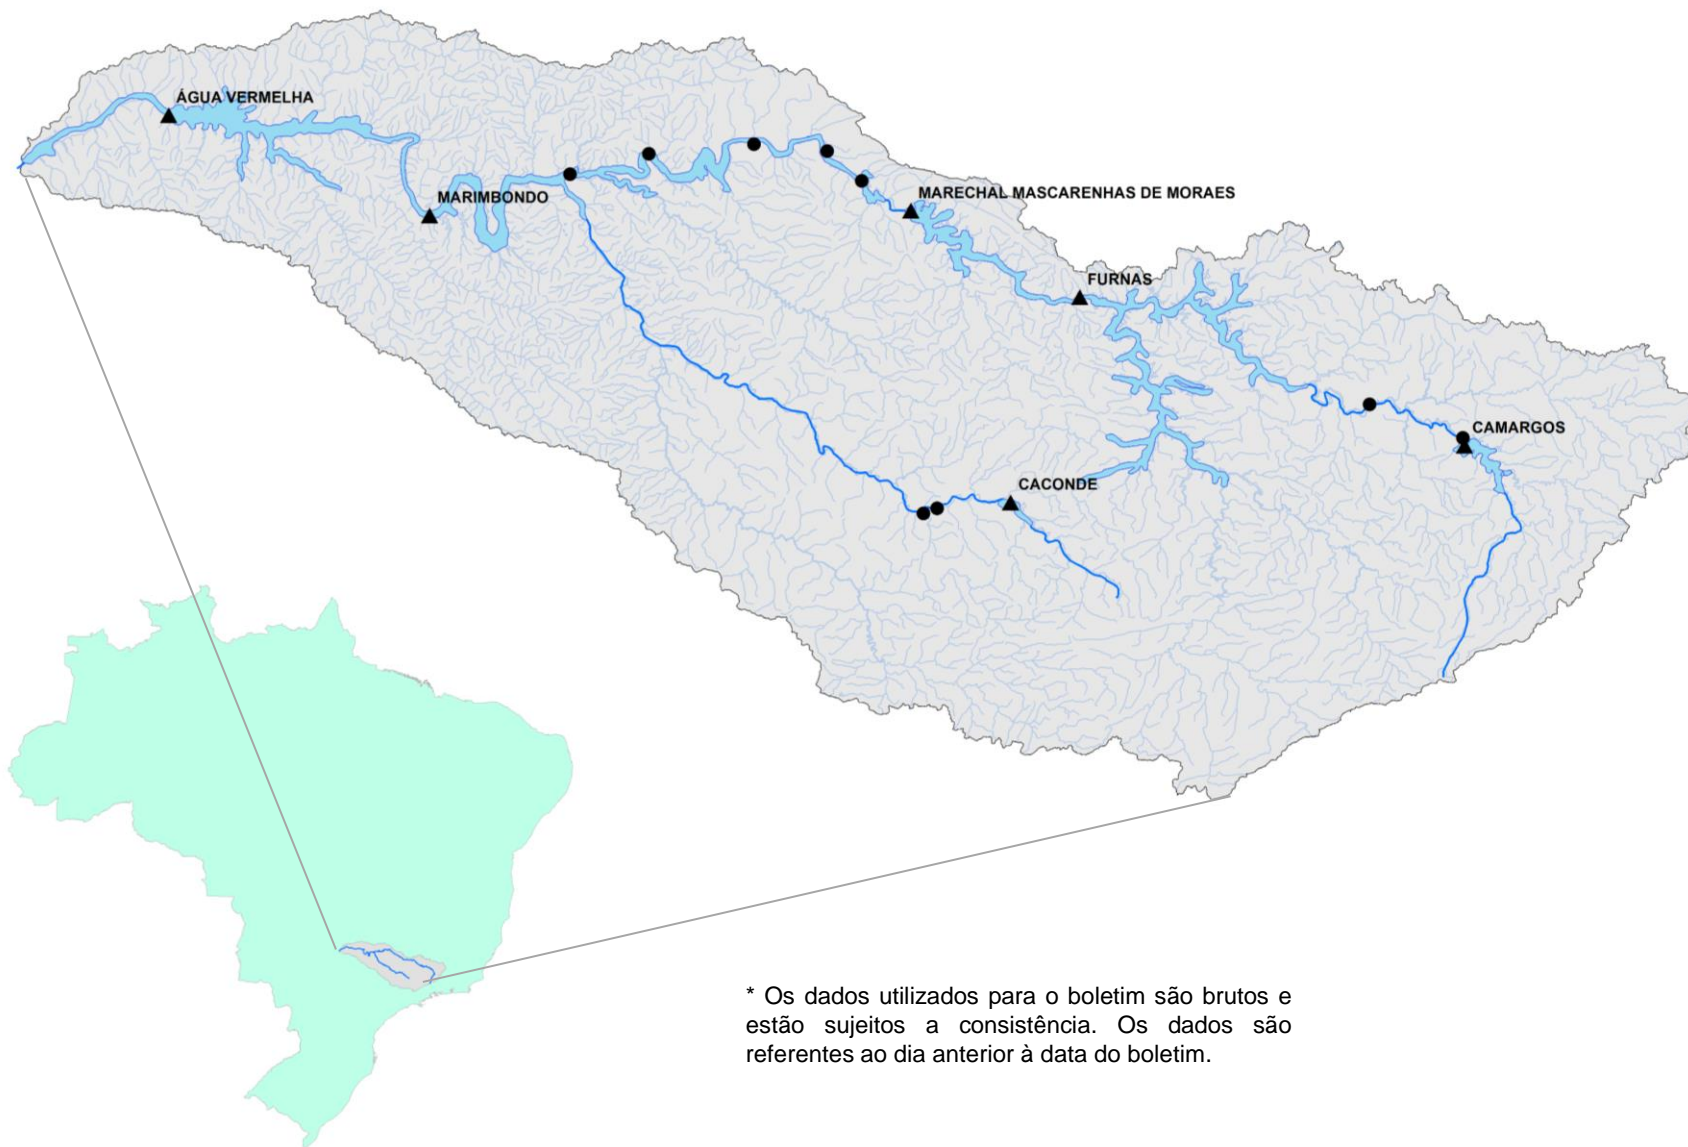 ÁGUA VERMELHA
MARIMBONDO
MARECHAL MASCARENHAS DE MORAES
FURNAS
CAMARGOS
CACONDE
* Os dados utilizados para o boletim são brutos e
estão sujeitos a consistência. Os dados são
referentes ao dia anterior à data do boletim.